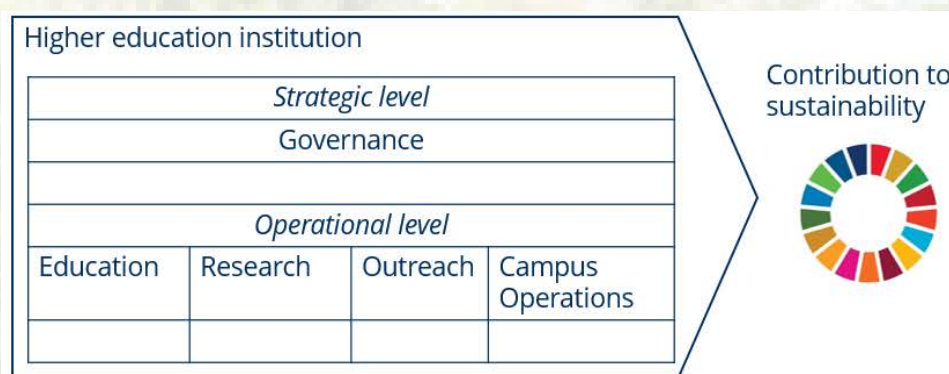 Higher education institution
Strategic level
Governance
Operational level
Education Research Outreach Campus
Operations
Contribution to
sustainability